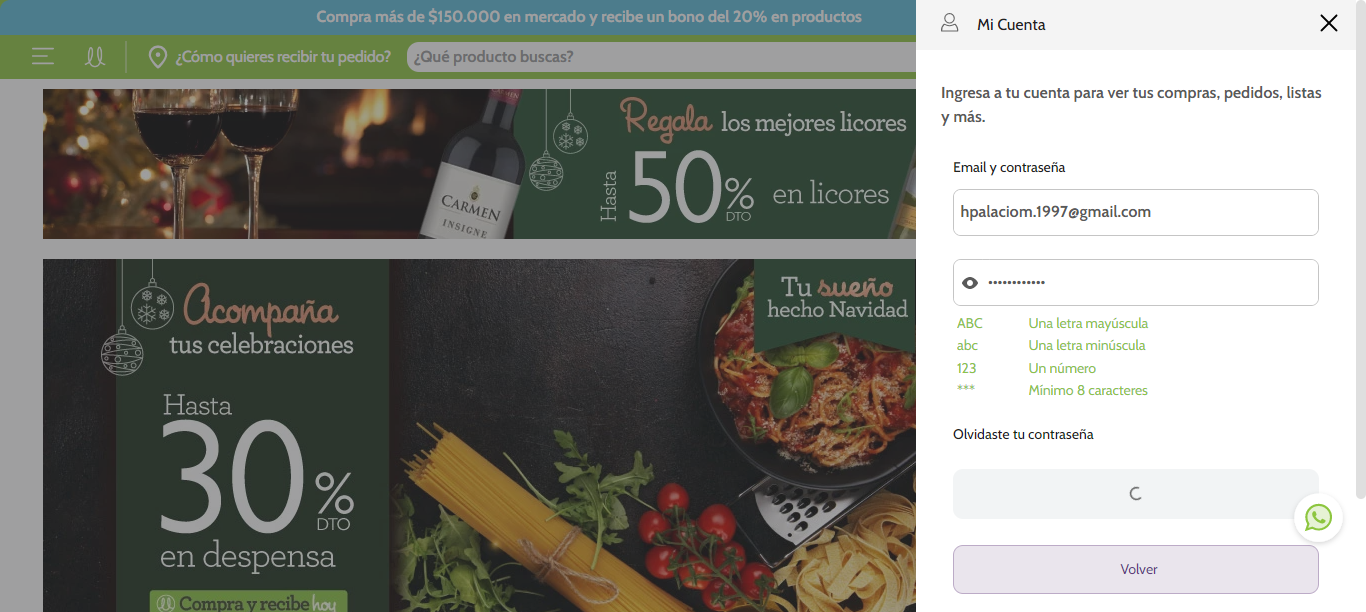 Compra más de $150.000 en mercado y recibe un bono del 20% en productos
¿Cómo quieres recibir tu pedido?
¿Qué producto buscas?
Regala los mejores licores
Hasta 50% DTO en licores
CARMEN
INSIGNE
Acompaña
tus celebraciones
Hasta
30%
DTO
en despensa
Compra y recibe hoy
Tu sueño
hecho Navidad
Mi Cuenta
Ingresa a tu cuenta para ver tus compras, pedidos, listas
y más.
Email y contraseña
hpalaciom.1997@gmail.com
••••••••••••
ABC Una letra mayúscula
abc Una letra minúscula
123 Un número
*** Mínimo 8 caracteres
Olvidaste tu contraseña
Volver